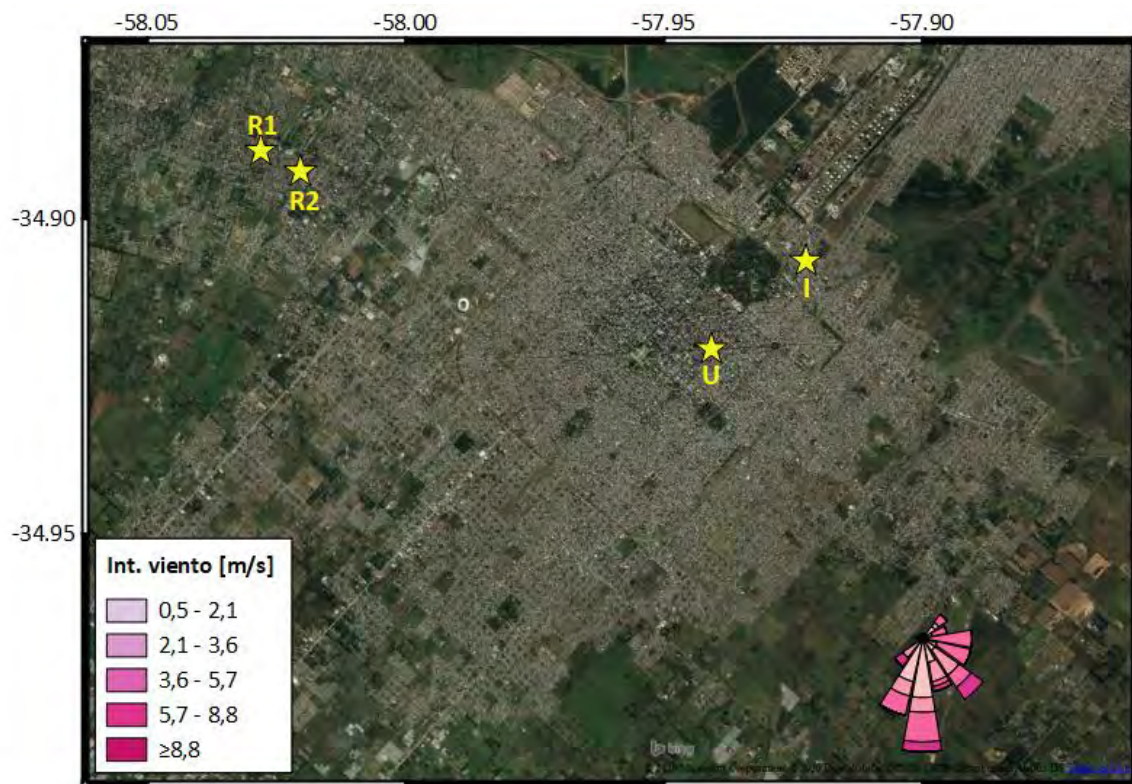 -58.05 -58.00 -57.95 -57.90
R1
R2
-34.90
I
U
-34.95
Int. viento [m/s]
0,5 - 2,1
2,1 - 3,6
3,6 - 5,7
5,7 - 8,8
≥8,8
bing